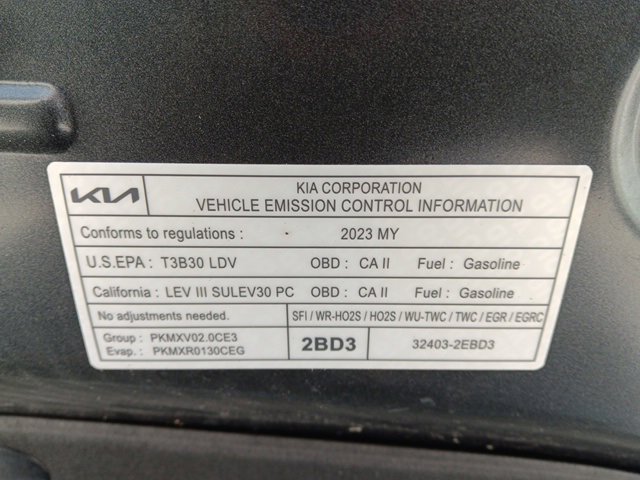 KIA
KIA CORPORATION
VEHICLE EMISSION CONTROL INFORMATION
Conforms to regulations : 2023 MY
U.S.EPA : T3B30 LDV OBD : CA II Fuel : Gasoline
California : LEV III SULEV30 PC OBD : CA II Fuel : Gasoline
No adjustments needed. SFI / WR-HO2S / HO2S / WU-TWC / TWC / EGR / EGRC
Group : PKMXV02.0CE3
Evap. : PKMXR0130CEG
2BD3 32403-2EBD3